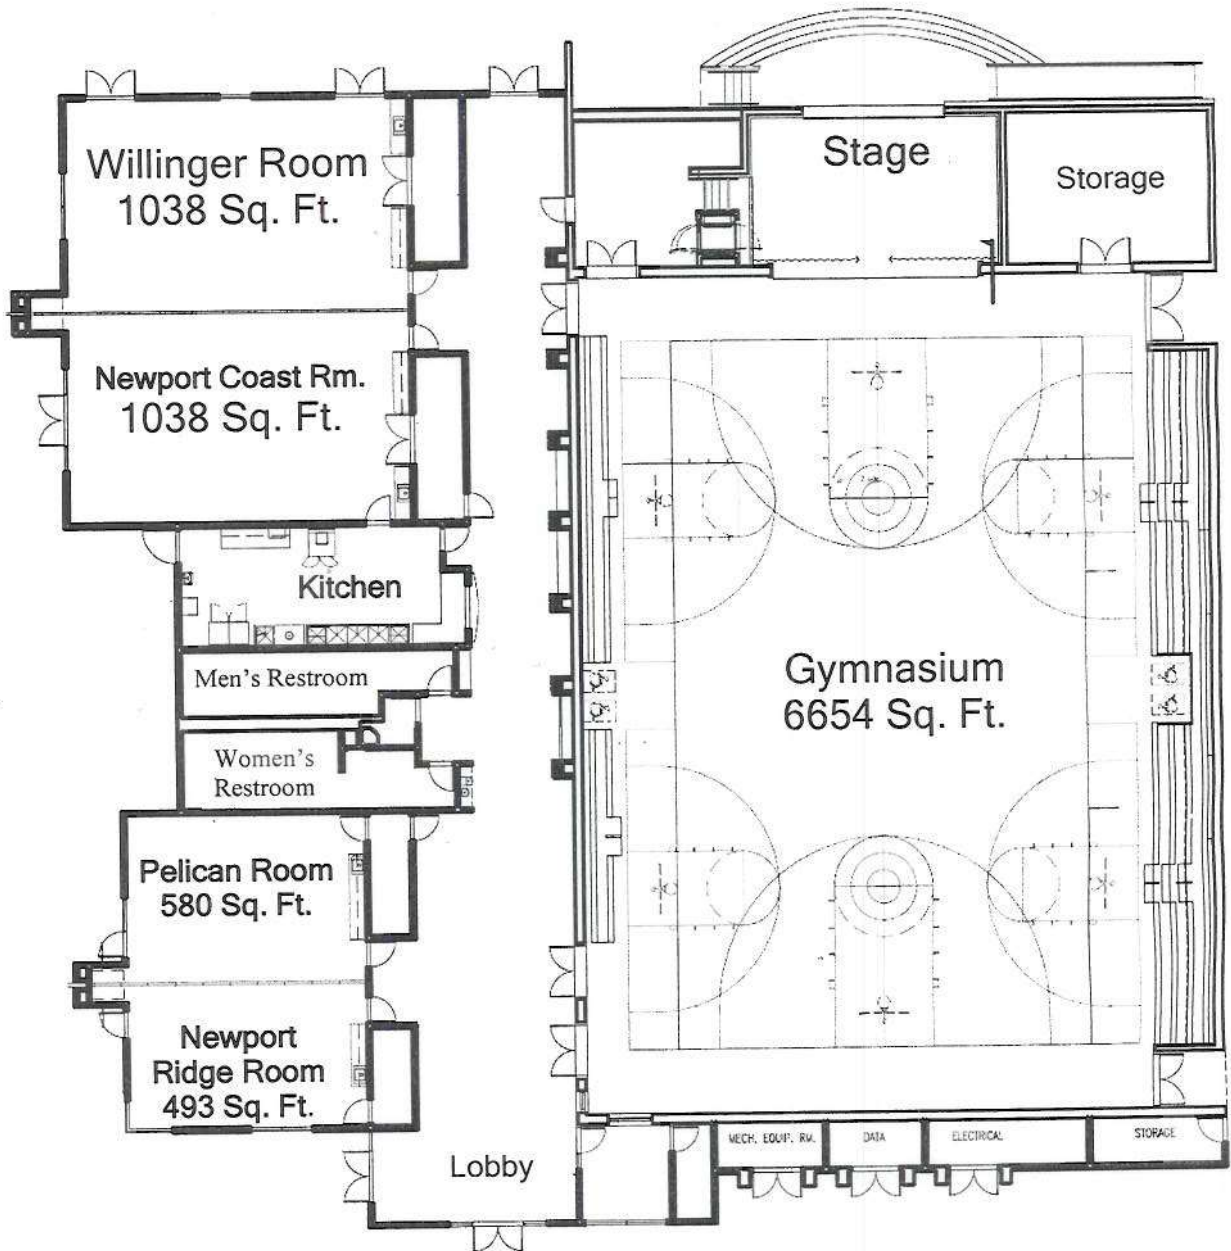 Willinger Room
1038 Sq. Ft.
Stage
Storage
Newport Coast Rm.
1038 Sq. Ft.
Kitchen
Men's Restroom
Women's
Restroom
Gymnasium
6654 Sq. Ft.
Pelican Room
580 Sq. Ft.
Newport
Ridge Room
493 Sq. Ft.
Lobby
MECH. EQUIP. RM.
DATA
ELECTRICAL
STORAGE